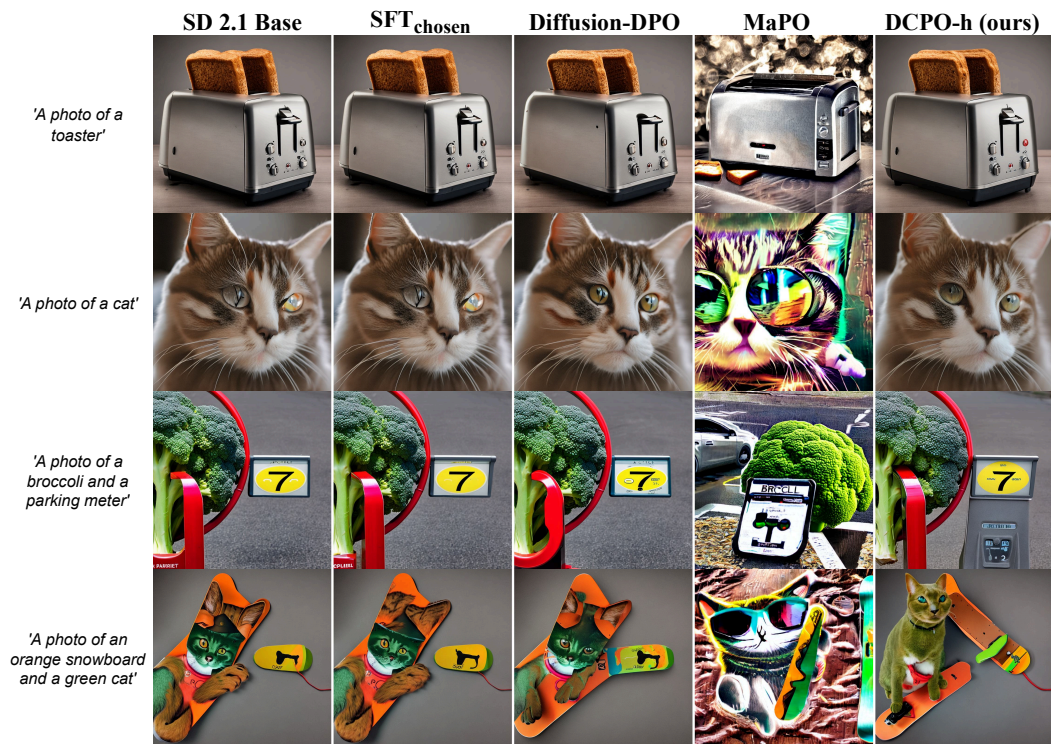 SD 2.1 Base SFTchosen Diffusion-DPO MaPO DCPO-h (ours)
'A photo of a
toaster'
'A photo of a cat'
'A photo of a
broccoli and a
parking meter'
7 7 7 BROCLL 7
'A photo of an
orange snowboard
and a green cat'